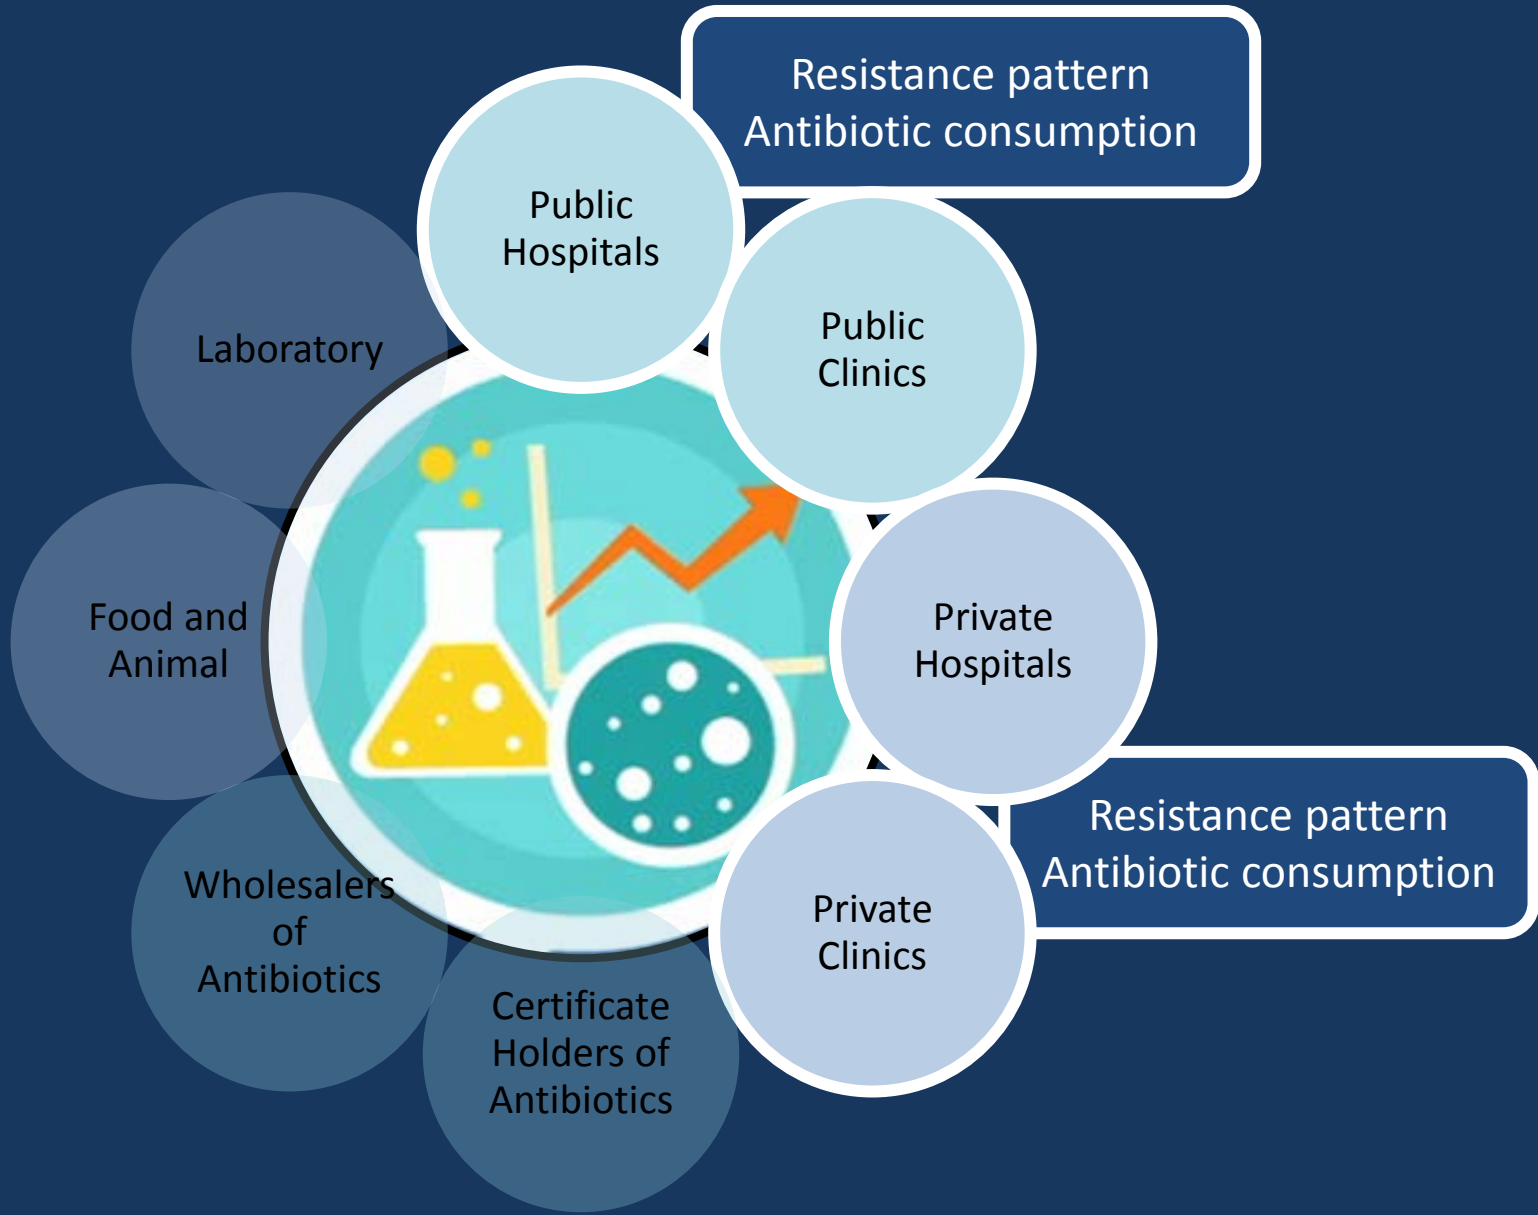 Resistance pattern
Antibiotic consumption
Public
Hospitals
Public
Clinics
Laboratory
Private
Hospitals
Food and
Animal
Resistance pattern
Antibiotic consumption
Private
Clinics
Wholesalers
of
Antibiotics
Certificate
Holders of
Antibiotics